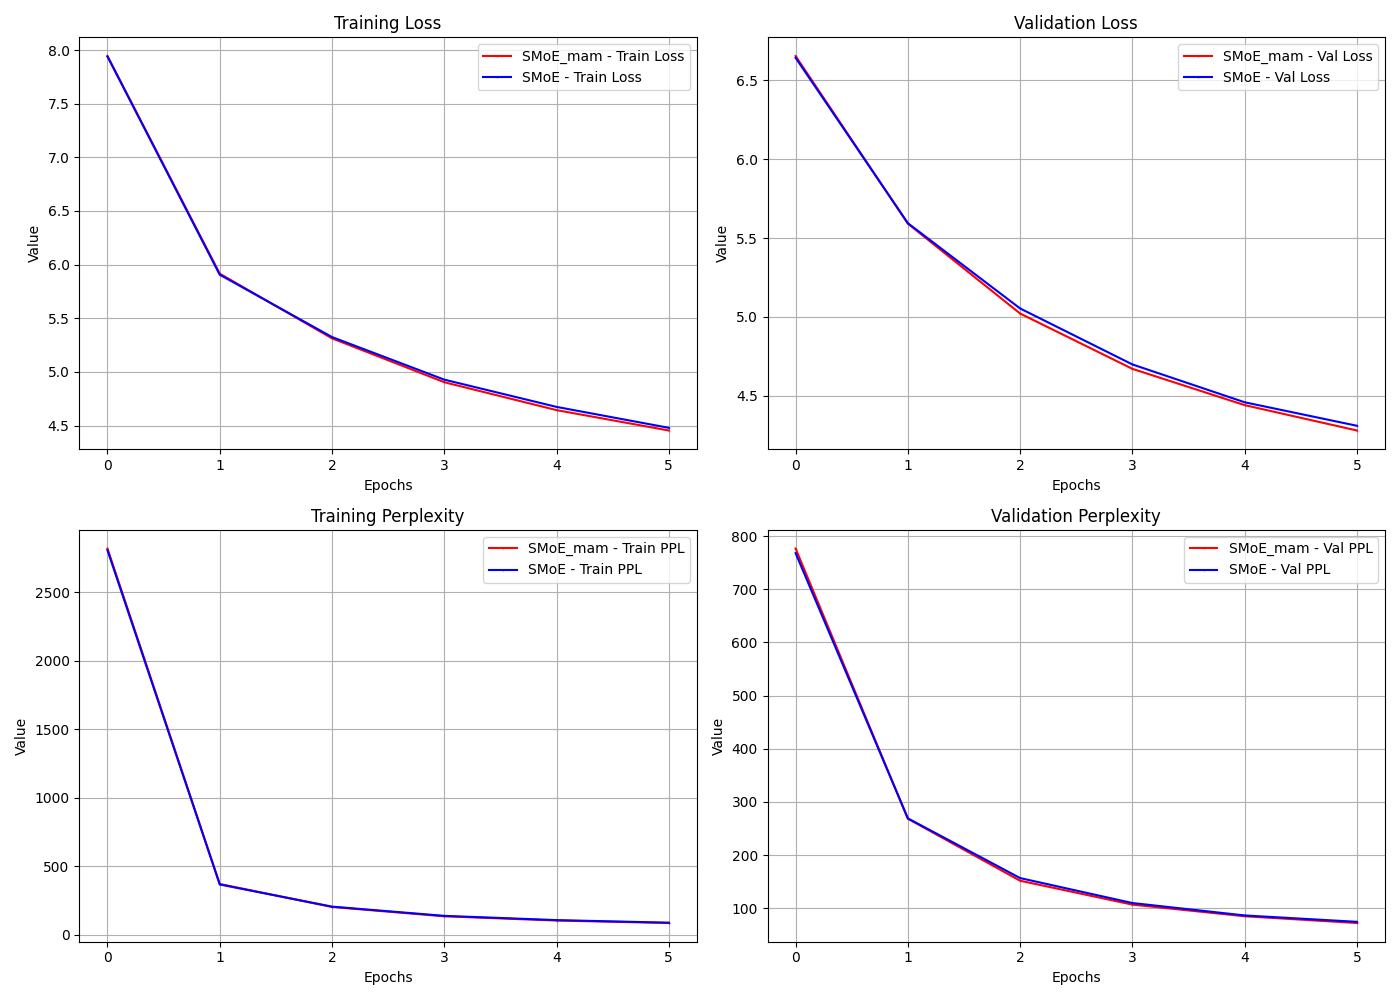 Training Loss
SMoE_mam - Train Loss
SMoE - Train Loss
8.0
7.5
7.0
6.5
6.0
5.5
5.0
4.5
Value
0 1 2 3 4 5
Epochs
Validation Loss
SMoE_mam - Val Loss
SMoE - Val Loss
6.5
6.0
5.5
5.0
4.5
Value
0 1 2 3 4 5
Epochs
Training Perplexity
SMoE_mam - Train PPL
SMoE - Train PPL
2500
2000
1500
1000
500
0
Value
0 1 2 3 4 5
Epochs
Validation Perplexity
SMoE_mam - Val PPL
SMoE - Val PPL
800
700
600
500
400
300
200
100
Value
0 1 2 3 4 5
Epochs